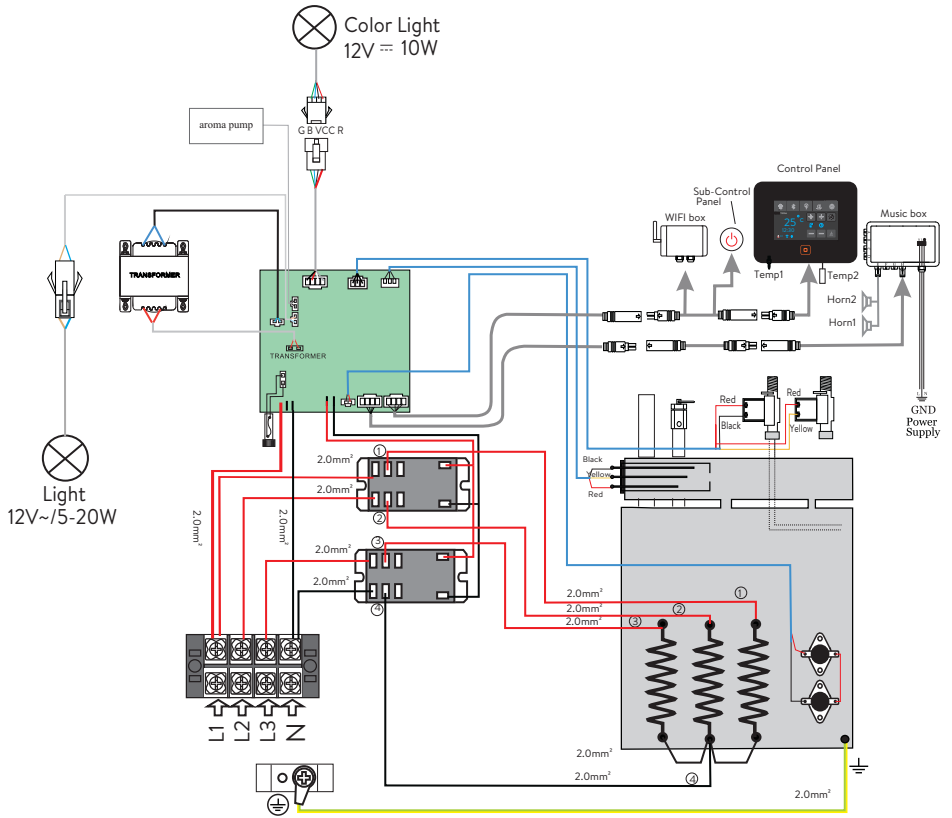 Color Light
12V ⎓ 10W
G B VCC R
aroma pump
Control Panel
Sub-Control
Panel
WIFI box
Music box
25 °C
TRANSFORMER
Temp1
Temp2
Horn2
Horn1
TRANSFORMER
L N
GND
Power
Supply
Red
Red
Black
Yellow
Light
12V~/5-20W
①
2.0mm²
Black
Yellow
Red
2.0mm²
②
2.0mm²
2.0mm²
③
2.0mm²
2.0mm²
④
2.0mm²
①
2.0mm²
②
2.0mm²
③
L1
L2
L3
N
2.0mm²
2.0mm²
④
2.0mm²